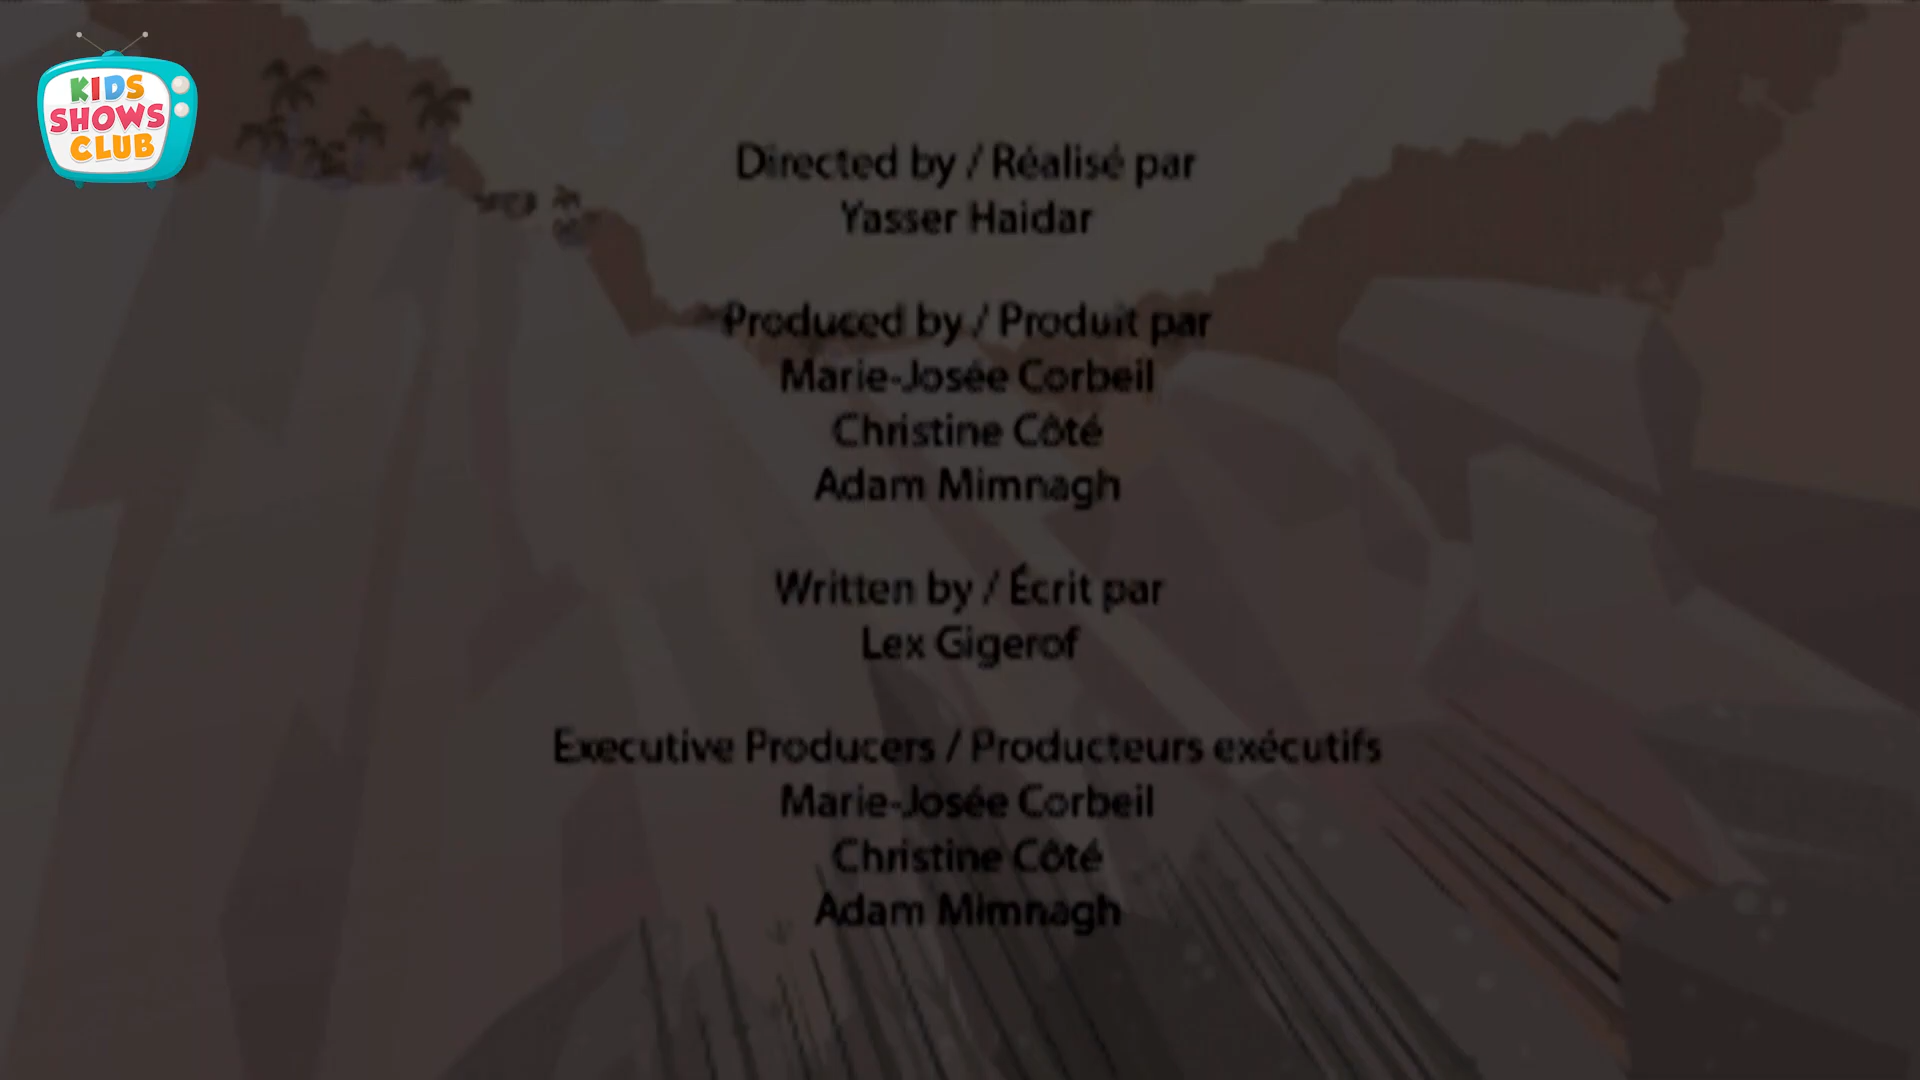 KIDS
SHOWS
CLUB
Directed by / Réalisé par
Yasser Haidar
Produced by / Produit par
Marie-Josée Corbeil
Christine Côté
Adam Mimnagh
Written by / Écrit par
Lex Gigerof
Executive Producers / Producteurs exécutifs
Marie-Josée Corbeil
Christine Côté
Adam Mimnagh